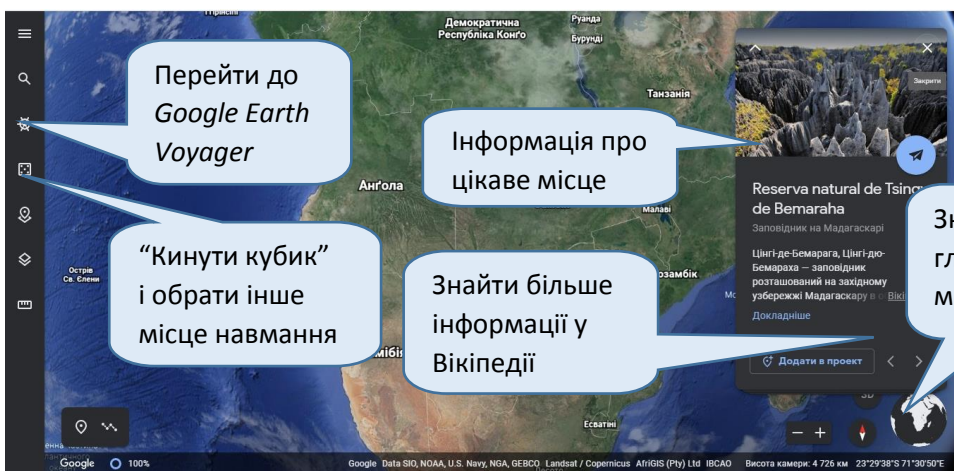 Демократична
Республіка Конґо
Руанда
Бурунді
Танзанія
Анґола
Малаві
Острів
Св. Єлени
Есватіні
Перейти до
Google Earth
Voyager
“Кинути кубик”
і обрати інше
місце навмання
Інформація про
цікаве місце
Знайти більше
інформації у
Вікіпедії
Закрити
Reserva natural de Tsingy
de Bemaraha
Заповідник на Мадагаскарі
Цінгі-де-Бемарага, Цінгі-дю-
Бемараха — заповідник
розташований на західному
узбережжі Мадагаскару в
Докладніше
Додати в проект
3D
Google 100%
Google Data SIO, NOAA, U.S. Navy, NGA, GEBCO Landsat / Copernicus AfriGIS (Pty) Ltd IBCAO Висота камери: 4 726 км 23°29'38"S 71°30'50"E